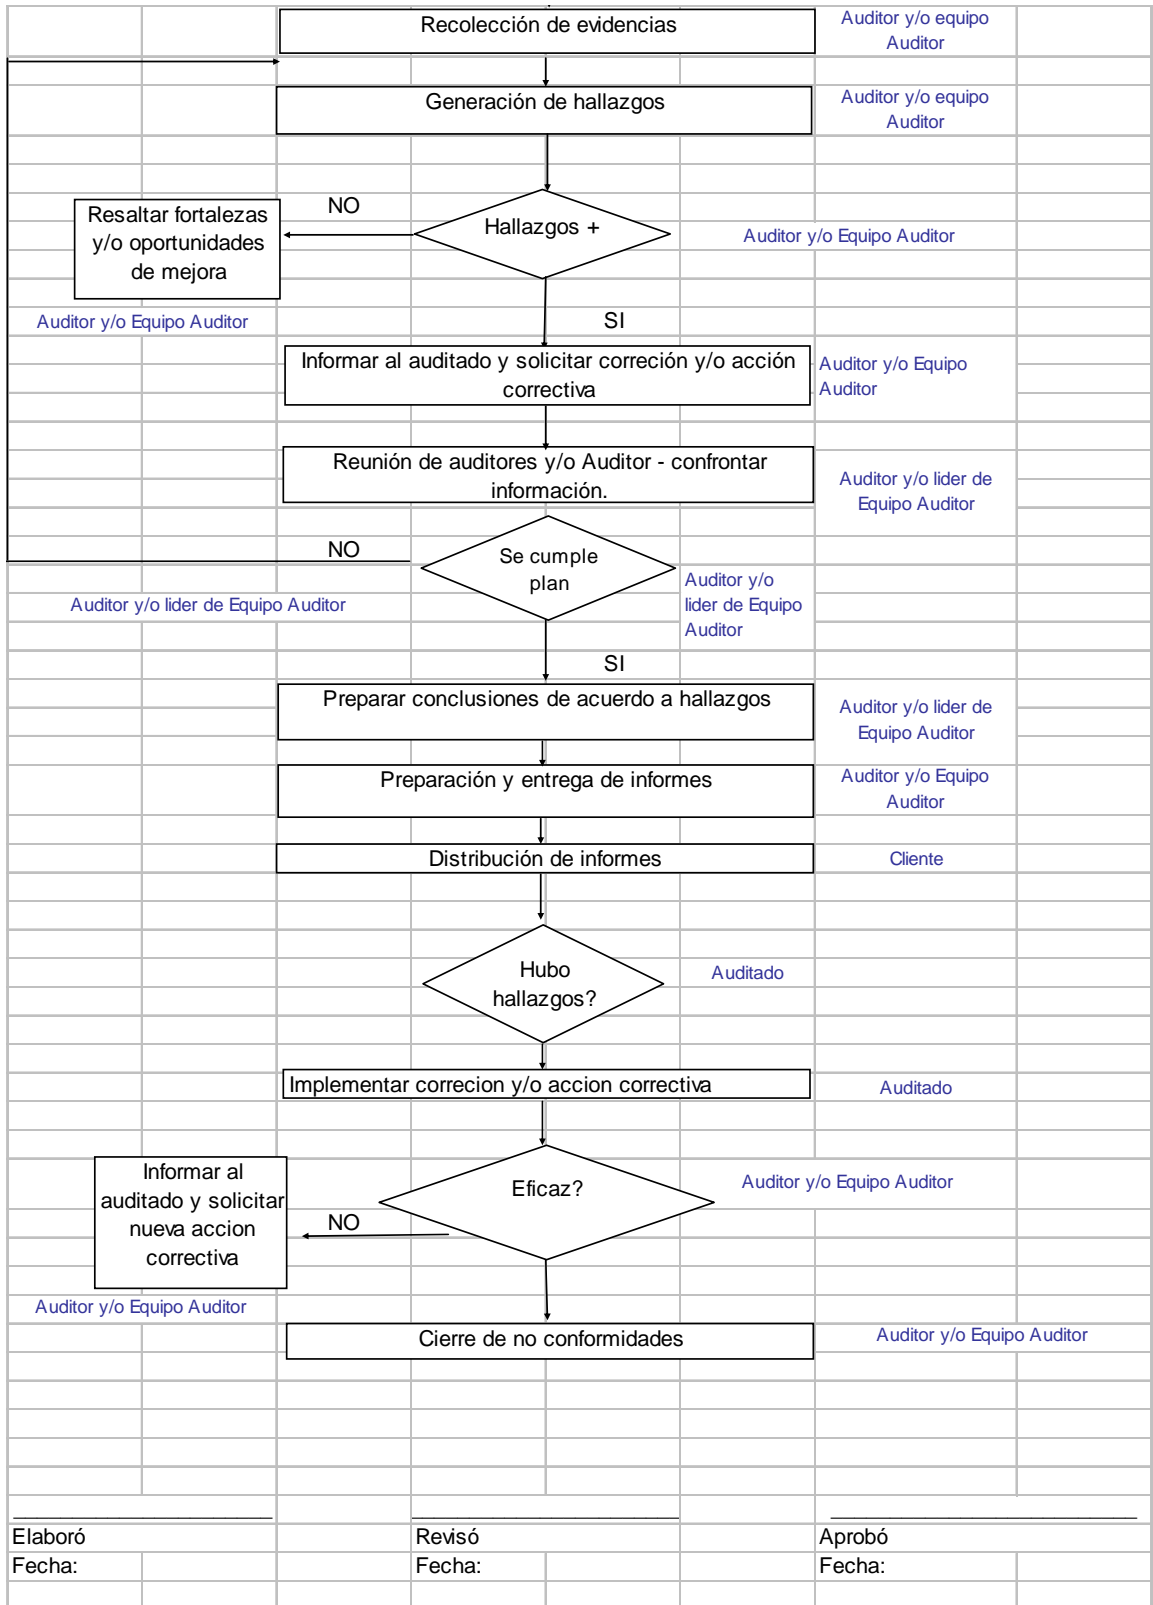 Recolección de evidencias
Auditor y/o equipo
Auditor
Generación de hallazgos
Auditor y/o equipo
Auditor
NO
Hallazgos +
Auditor y/o Equipo Auditor
Resaltar fortalezas
y/o oportunidades
de mejora
Auditor y/o Equipo Auditor
SI
Informar al auditado y solicitar correción y/o acción
correctiva
Auditor y/o Equipo
Auditor
Reunión de auditores y/o Auditor - confrontar
información.
Auditor y/o lider de
Equipo Auditor
NO
Se cumple
plan
Auditor y/o
lider de Equipo
Auditor
Auditor y/o lider de Equipo Auditor
SI
Preparar conclusiones de acuerdo a hallazgos
Auditor y/o lider de
Equipo Auditor
Preparación y entrega de informes
Auditor y/o Equipo
Auditor
Distribución de informes
Cliente
Hubo
hallazgos?
Auditado
Implementar correcion y/o accion correctiva
Auditado
Informar al
auditado y solicitar
nueva accion
correctiva
NO
Eficaz?
Auditor y/o Equipo Auditor
Auditor y/o Equipo Auditor
Cierre de no conformidades
Auditor y/o Equipo Auditor
Elaboró
Revisó
Aprobó
Fecha:
Fecha:
Fecha: